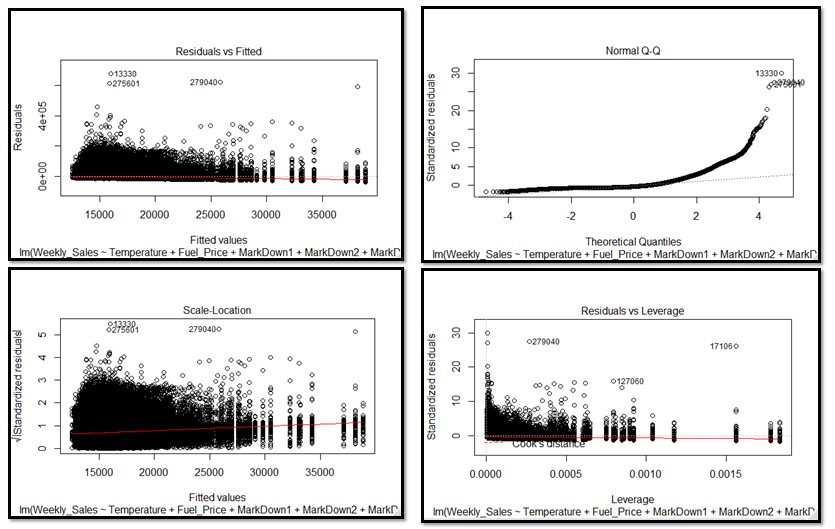 Residuals vs Fitted
13330
275601
279040
Residuals
0e+00 4e+05
15000 20000 25000 30000 35000
Fitted values
lm(Weekly_Sales ~ Temperature + Fuel_Price + MarkDown1 + MarkDown2 + MarkD
Normal Q-Q
13330
Standardized residuals
0 5 10 20 30
-4 -2 0 2 4
Theoretical Quantiles
lm(Weekly_Sales ~ Temperature + Fuel_Price + MarkDown1 + MarkDown2 + MarkD
Scale-Location
13330
275601
279040
√|Standardized residuals|
0 1 2 3 4 5
15000 20000 25000 30000 35000
Fitted values
lm(Weekly_Sales ~ Temperature + Fuel_Price + MarkDown1 + MarkDown2 + MarkD
Residuals vs Leverage
279040
17106
127060
Standardized residuals
0 10 20 30
Cook's distance
0.0000 0.0005 0.0010 0.0015
Leverage
lm(Weekly_Sales ~ Temperature + Fuel_Price + MarkDown1 + MarkDown2 + MarkD